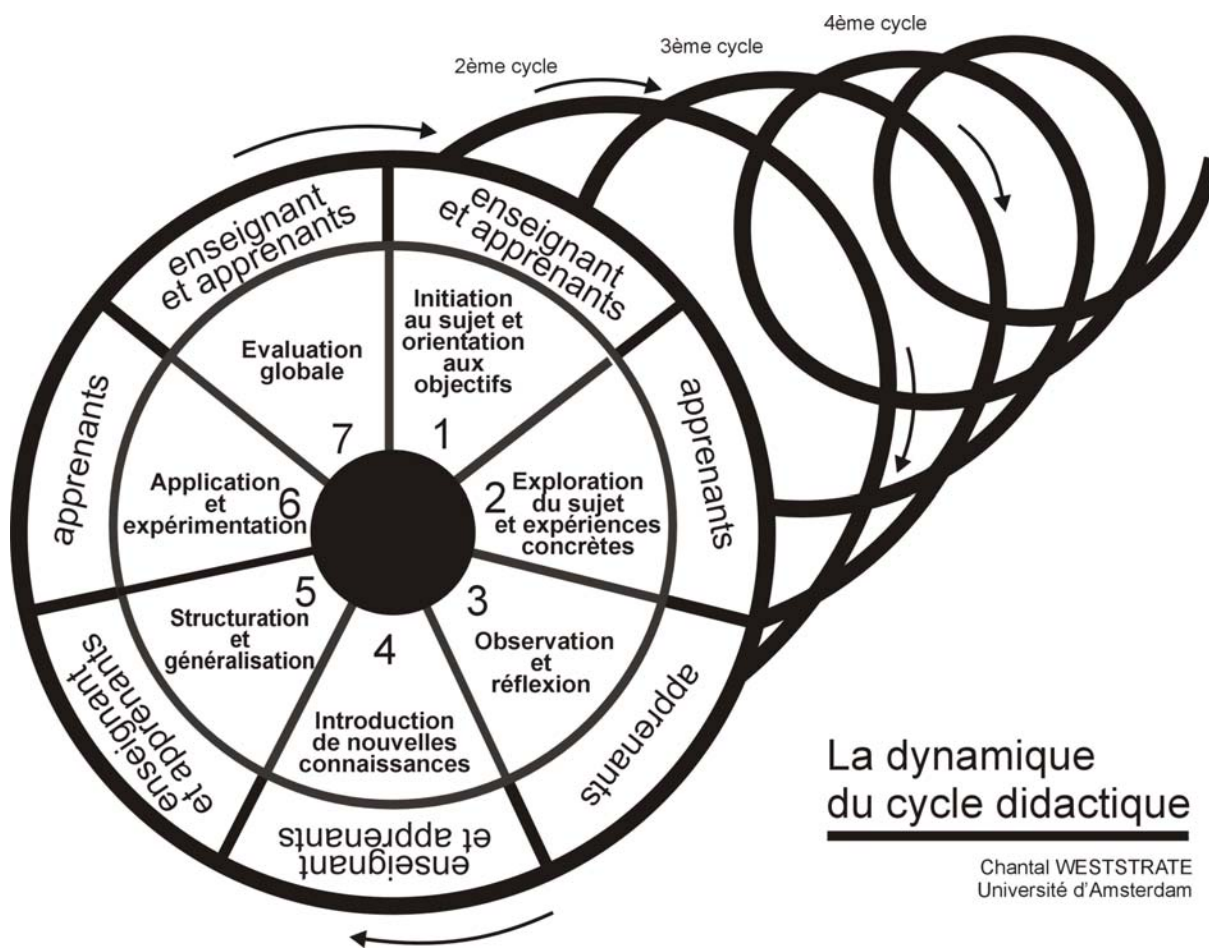 2ème cycle
3ème cycle
4ème cycle
enseignant
et apprenants
Initiation
au sujet et
orientation
aux
objectifs
1
apprenants
2
Exploration
du sujet
et expériences
concrètes
apprenants
3
Observation
et
réflexion
enseignant
et apprenants
4
Introduction
de nouvelles
connaissances
enseignant
et apprenants
5
Structuration
et
généralisation
apprenants
6
Application
et
expérimentation
enseignant
et apprenants
7
Evaluation
globale
La dynamique
du cycle didactique
Chantal WESTSTRATE
Université d'Amsterdam